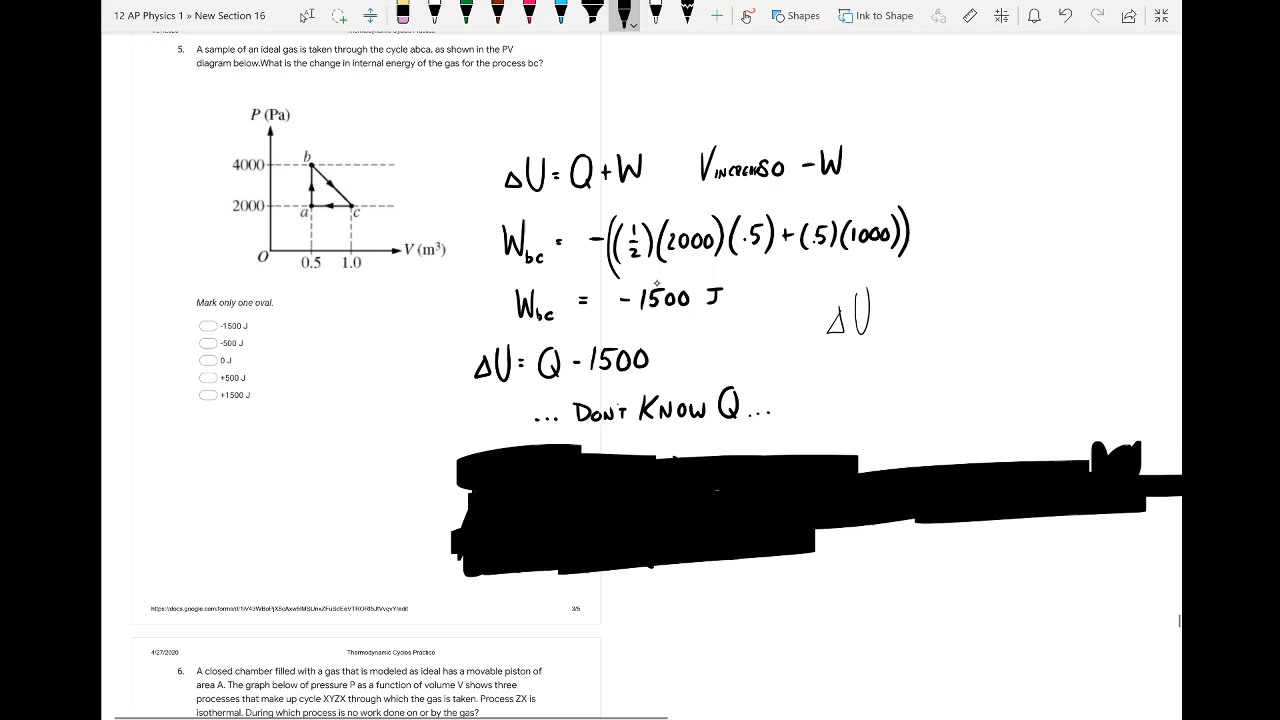 12 AP Physics 1 » New Section 16
Shapes
Ink to Shape
Thermodynamic Cycles Practice
5. A sample of an ideal gas is taken through the cycle abca, as shown in the PV
diagram below.What is the change in internal energy of the gas for the process bc?
P (Pa)
4000
b
2000
a
c
O
0.5
1.0
V (m³)
Mark only one oval.
-1500 J
-500 J
0 J
+500 J
+1500 J
ΔU = Q + W
VINCREASE -W
Wbc = -((1/2)(2000)(.5) + (.5)(1000))
Wbc = -1500 J
ΔU
ΔU = Q - 1500
... DON'T KNOW Q ...
3/5
4/27/2020
Thermodynamic Cycles Practice
6. A closed chamber filled with a gas that is modeled as ideal has a movable piston of
area A. The graph below of pressure P as a function of volume V shows three
processes that make up cycle XYZX through which the gas is taken. Process ZX is
isothermal. During which process is no work done on or by the gas?